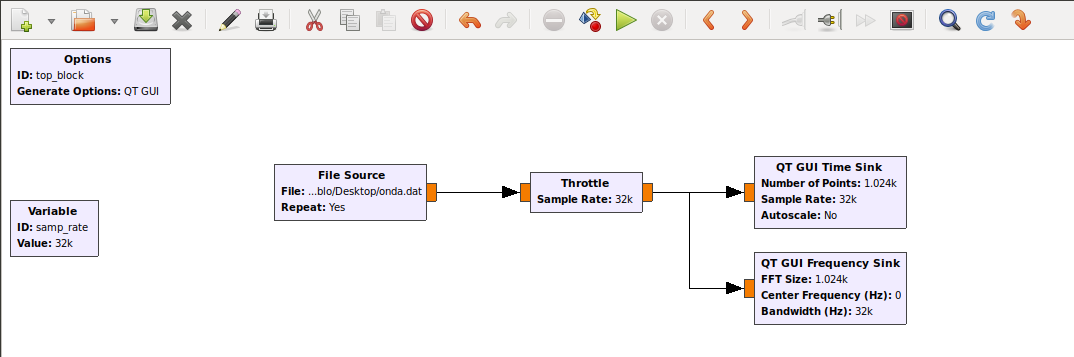 Options
ID: top_block
Generate Options: QT GUI
Variable
ID: samp_rate
Value: 32k
File Source
File: ...blo/Desktop/onda.dat
Repeat: Yes
Throttle
Sample Rate: 32k
QT GUI Time Sink
Number of Points: 1.024k
Sample Rate: 32k
Autoscale: No
QT GUI Frequency Sink
FFT Size: 1.024k
Center Frequency (Hz): 0
Bandwidth (Hz): 32k